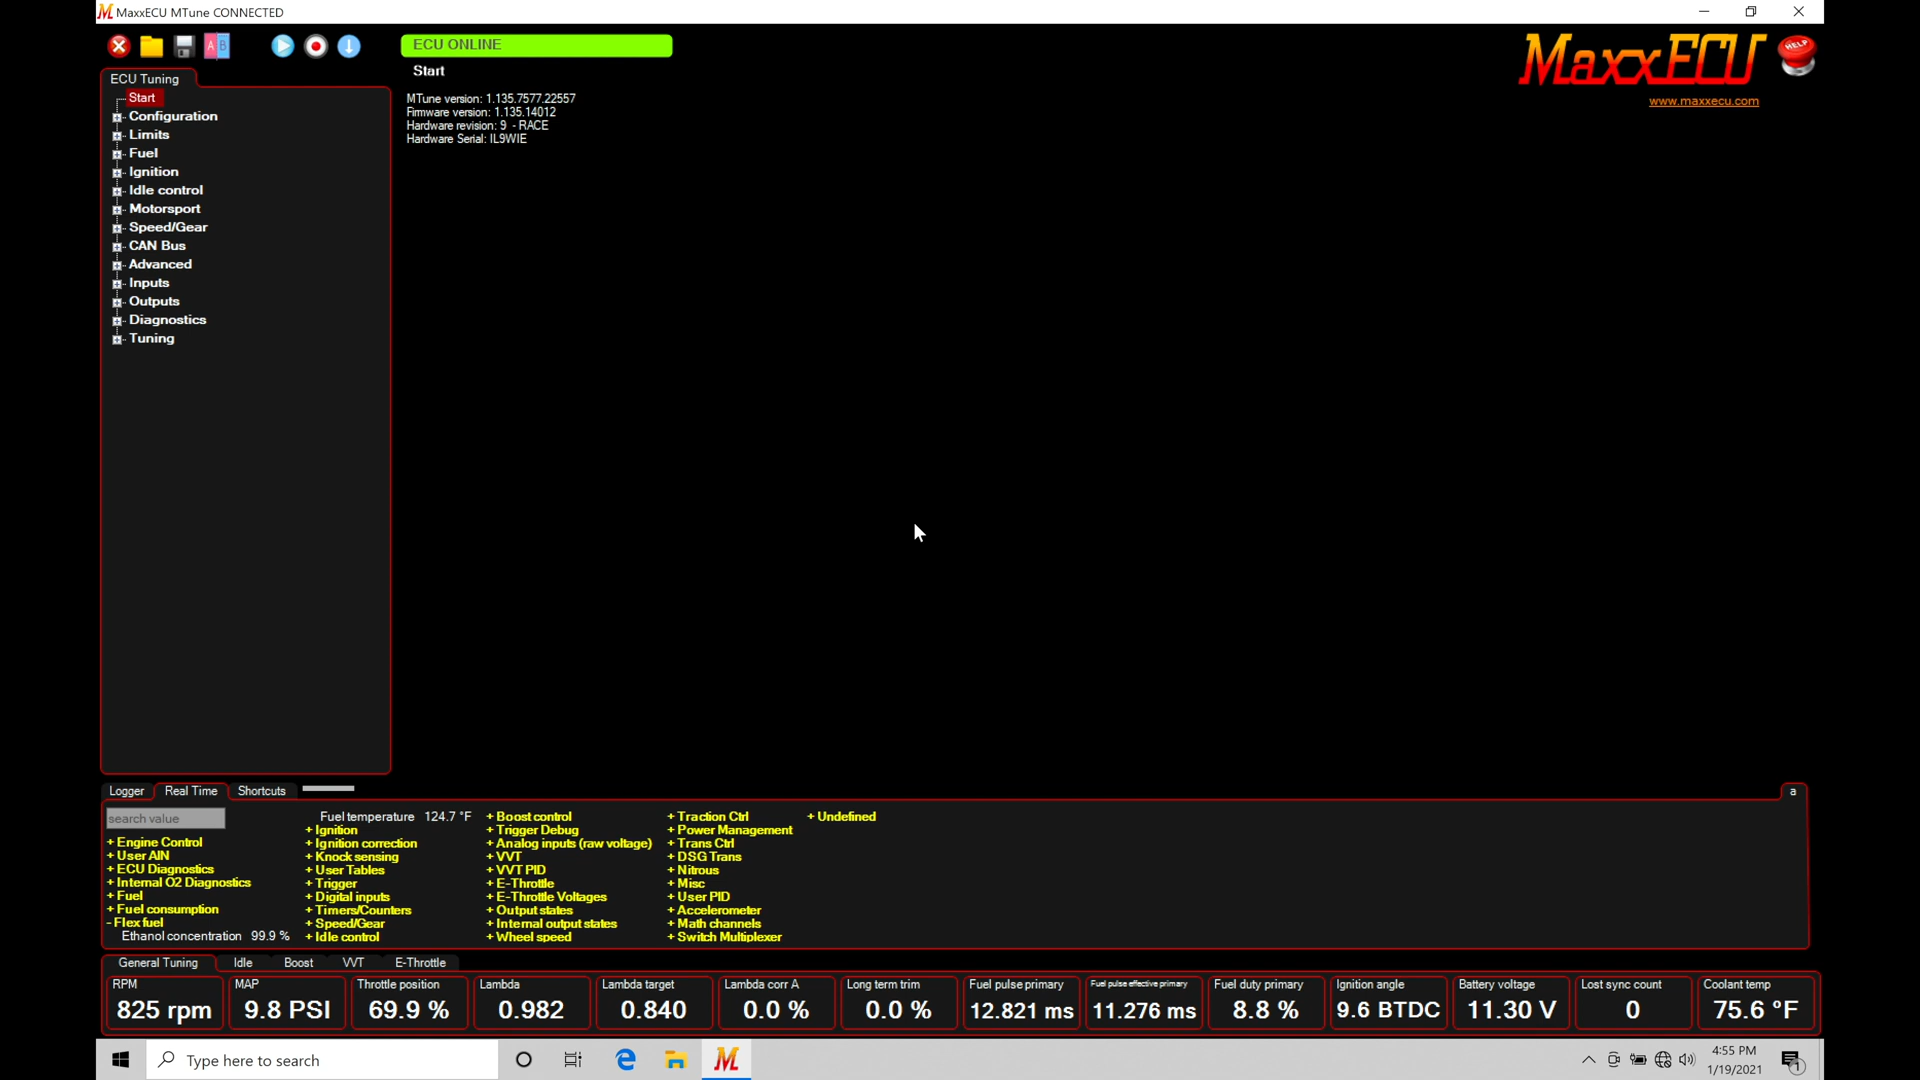 MaxxECU MTune CONNECTED
A B
ECU ONLINE
Start
MaxxECU
HELP
www.maxxecu.com
MTune version: 1.135.7577.22557
Firmware version: 1.135.14012
Hardware revision: 9 - RACE
Hardware Serial: IL9WIE
ECU Tuning
Start
Configuration
Limits
Fuel
Ignition
Idle control
Motorsport
Speed/Gear
CAN Bus
Advanced
Inputs
Outputs
Diagnostics
Tuning
Logger Real Time Shortcuts a
search value
+ Engine Control
+ User AIN
+ ECU Diagnostics
+ Internal O2 Diagnostics
+ Fuel
+ Fuel consumption
- Flex fuel
Ethanol concentration 99.9 %
Fuel temperature 124.7 °F
+ Ignition
+ Ignition correction
+ Knock sensing
+ User Tables
+ Trigger
+ Digital inputs
+ Timers/Counters
+ Speed/Gear
+ Idle control
+ Boost control
+ Trigger Debug
+ Analog inputs (raw voltage)
+ VVT
+ VVT PID
+ E-Throttle
+ E-Throttle Voltages
+ Output states
+ Internal output states
+ Wheel speed
+ Traction Ctrl
+ Power Management
+ Trans Ctrl
+ DSG Trans
+ Nitrous
+ Misc
+ User PID
+ Accelerometer
+ Math channels
+ Switch Multiplexer
+ Undefined
General Tuning Idle Boost VVT E-Throttle
RPM
825 rpm
MAP
9.8 PSI
Throttle position
69.9 %
Lambda
0.982
Lambda target
0.840
Lambda corr A
0.0 %
Long term trim
0.0 %
Fuel pulse primary
12.821 ms
Fuel pulse effective primary
11.276 ms
Fuel duty primary
8.8 %
Ignition angle
9.6 BTDC
Battery voltage
11.30 V
Lost sync count
0
Coolant temp
75.6 °F
Type here to search
4:55 PM
1/19/2021
1